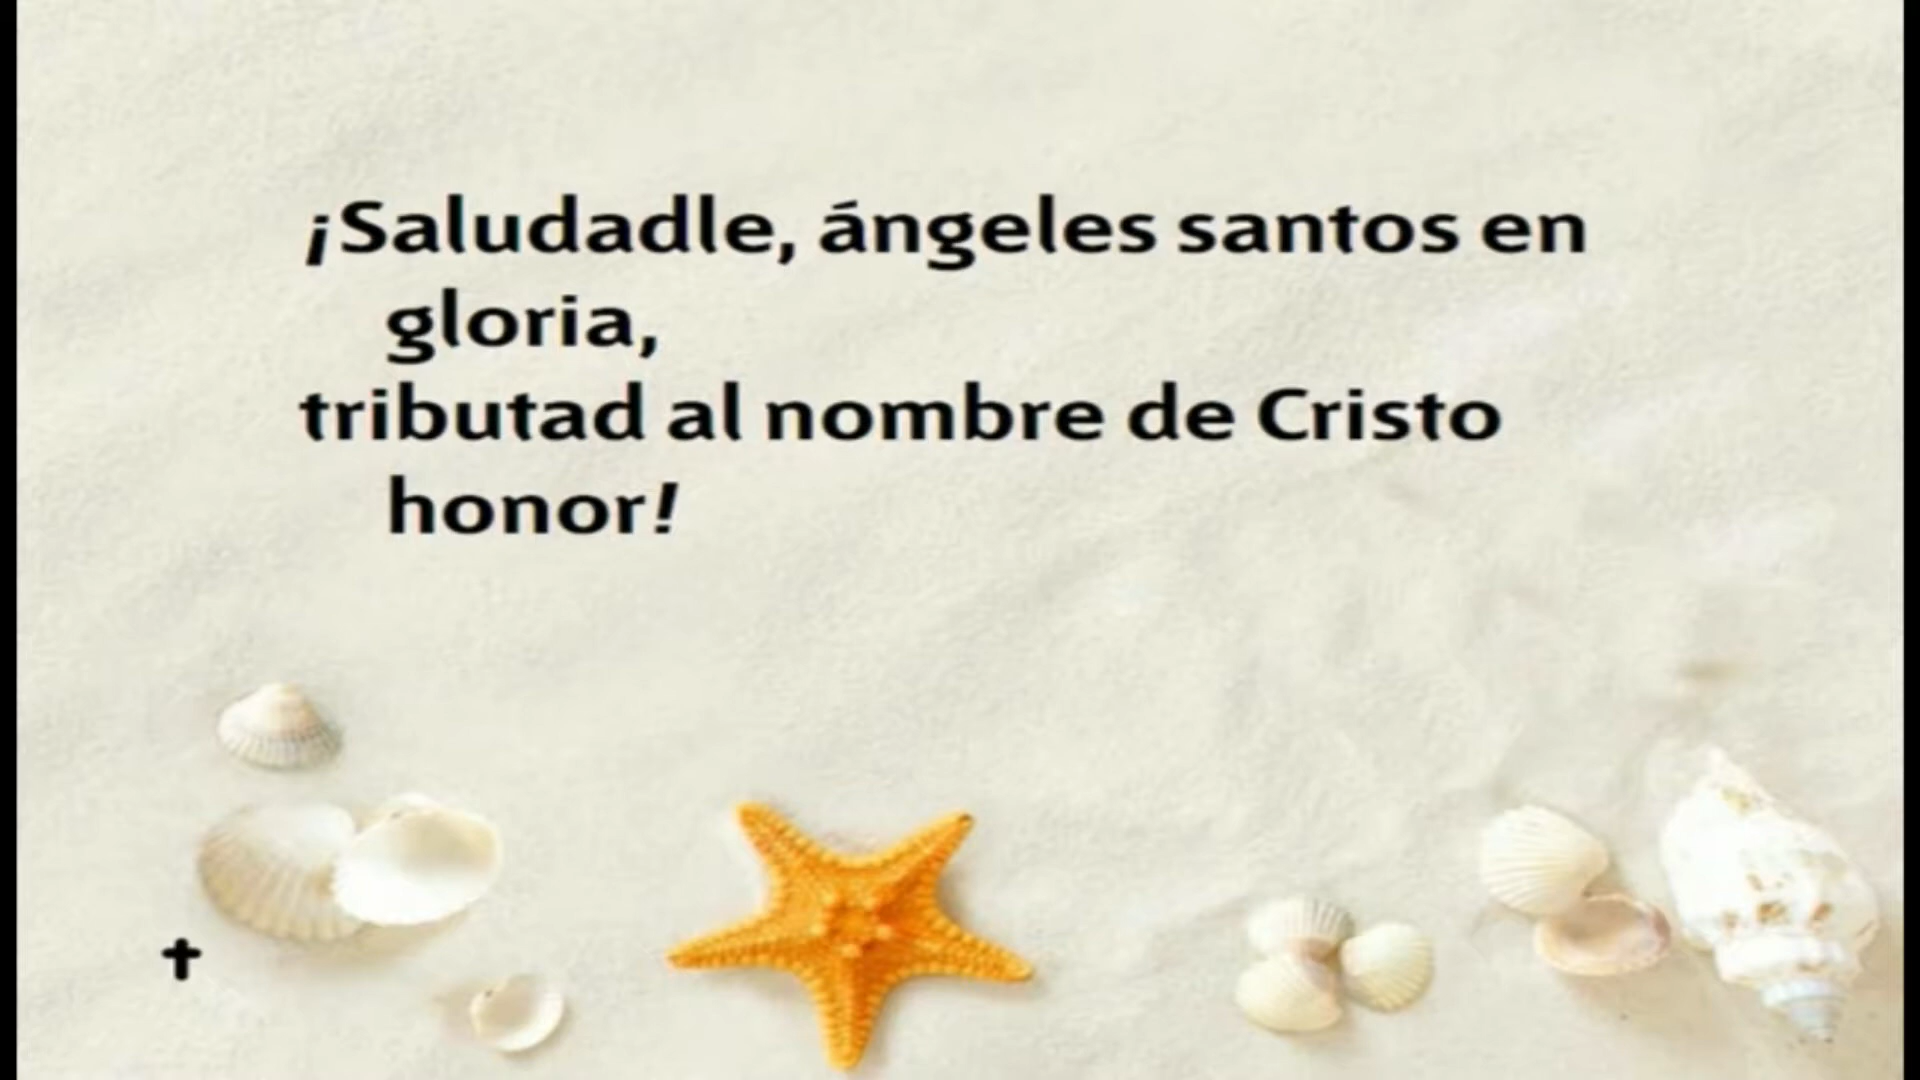 ¡Saludadle, ángeles santos en
gloria,
tributad al nombre de Cristo
honor!